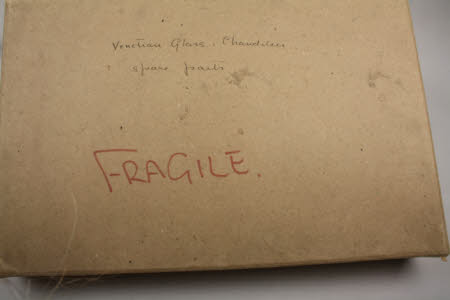 Venetian Glass. Chandelier
spare parts
FRAGILE.